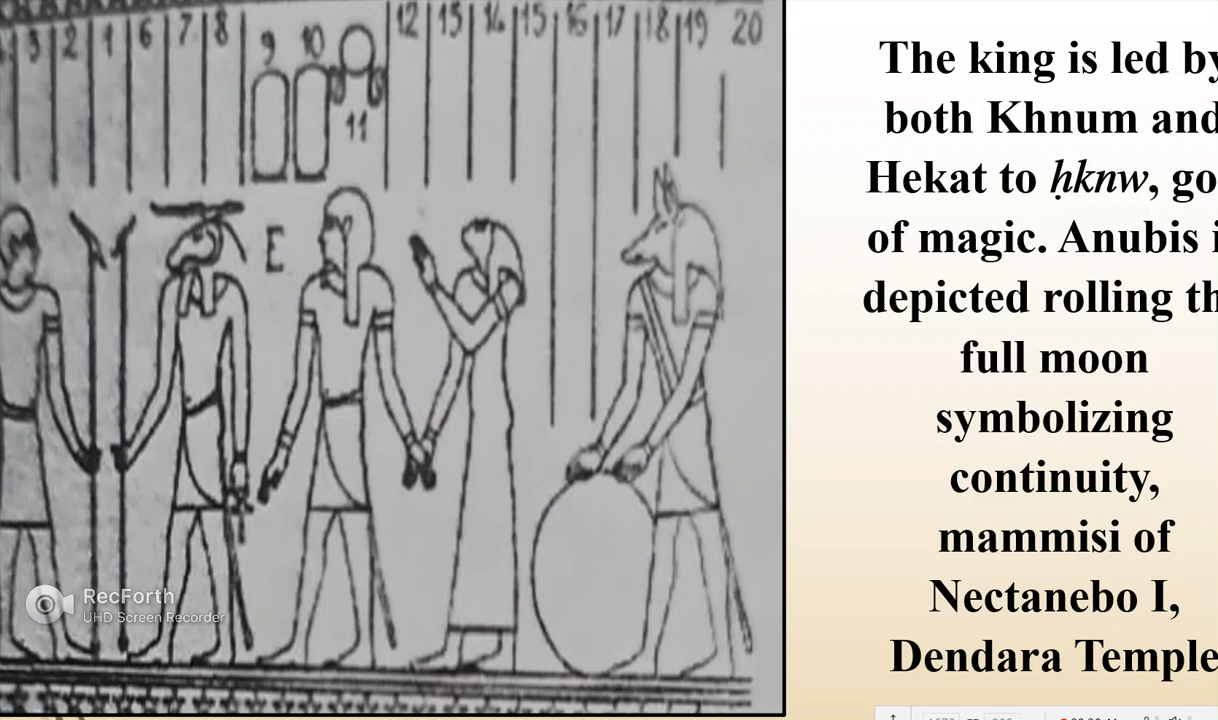 3 2 1 6 7 8 9 10 11 12 13 14 15 16 17 18 19 20
E
RecForth
UHD Screen Recorder
The king is led by
both Khnum and
Hekat to ḥknw, go
of magic. Anubis i
depicted rolling th
full moon
symbolizing
continuity,
mammisi of
Nectanebo I,
Dendara Temple